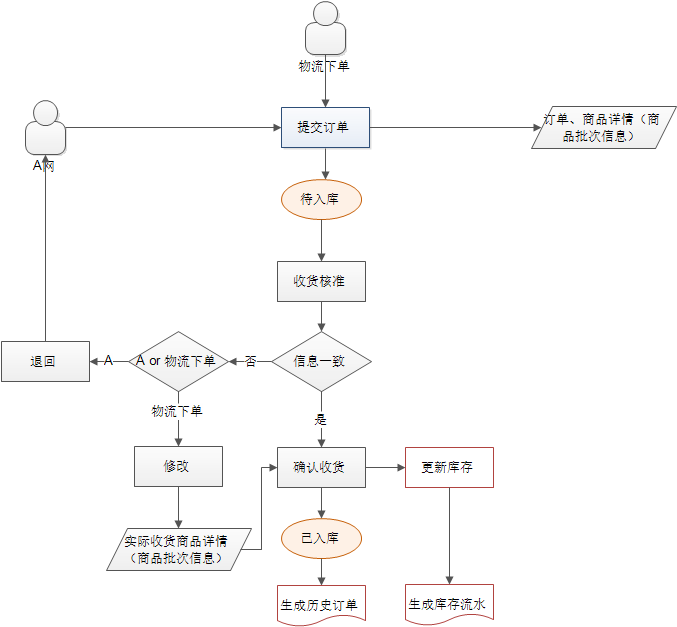 物流下单
A网
提交订单
订单、商品详情（商
品批次信息）
待入库
收货核准
退回
A
A or 物流下单
否
信息一致
物流下单
是
修改
确认收货
更新库存
实际收货商品详情
（商品批次信息）
已入库
生成历史订单
生成库存流水